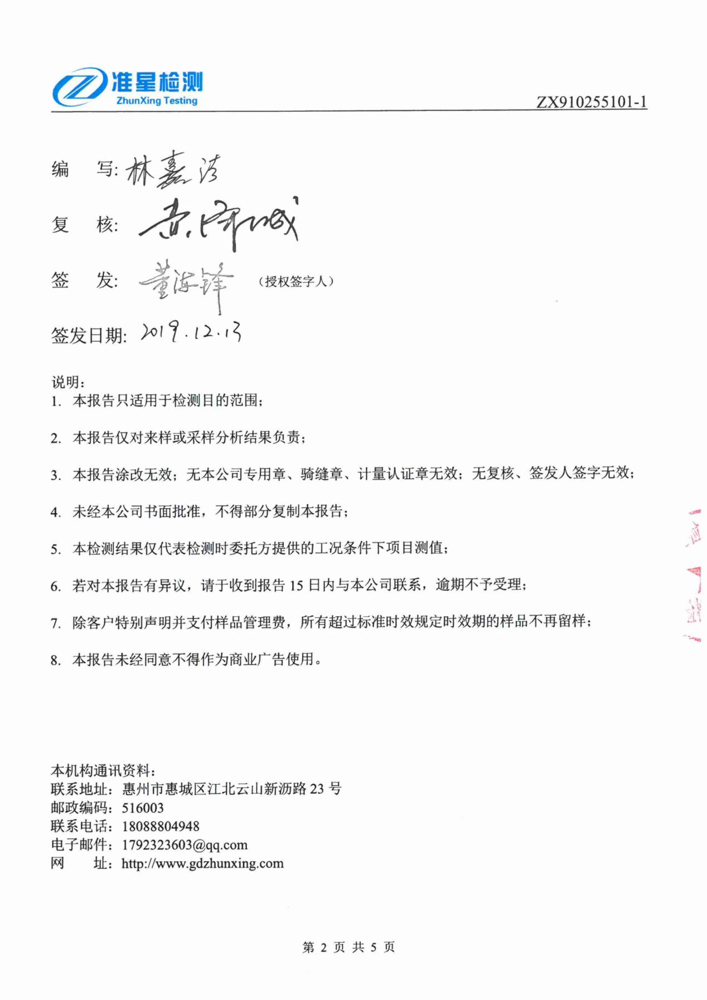 准星检测
ZhunXing Testing
ZX910255101-1
编 写: 林嘉
复 核: 城
签 发: 董海锋 （授权签字人）
签发日期: 2019.12.13
说明:
1. 本报告只适用于检测目的范围;
2. 本报告仅对来样或采样分析结果负责;
3. 本报告涂改无效; 无本公司专用章、骑缝章、计量认证章无效; 无复核、签发人签字无效;
4. 未经本公司书面批准，不得部分复制本报告;
5. 本检测结果仅代表检测时委托方提供的工况条件下项目测值;
6. 若对本报告有异议，请于收到报告 15 日内与本公司联系，逾期不予受理;
7. 除客户特别声明并支付样品管理费，所有超过标准时效规定时效期的样品不再留样;
8. 本报告未经同意不得作为商业广告使用。
本机构通讯资料:
联系地址: 惠州市惠城区江北云山新沥路 23 号
邮政编码: 516003
联系电话: 18088804948
电子邮件: 1792323603@qq.com
网 址: http://www.gdzhunxing.com
第 2 页 共 5 页